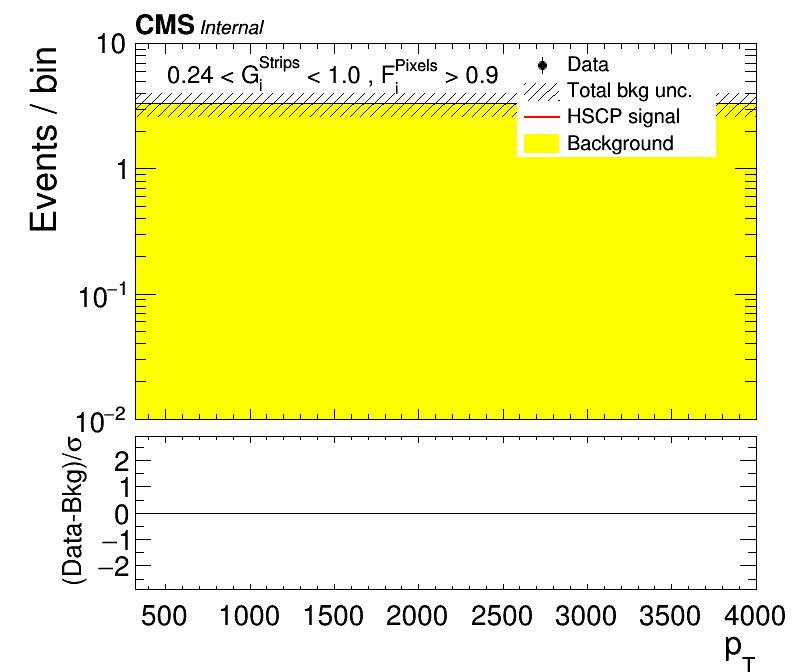 CMS Internal
0.24 < G_i^Strips < 1.0 , F_i^Pixels > 0.9
Data
Total bkg unc.
HSCP signal
Background
Events / bin
10
1
10^−1
10^−2
(Data-Bkg)/σ
2
1
0
−1
−2
500 1000 1500 2000 2500 3000 3500 4000
p_T